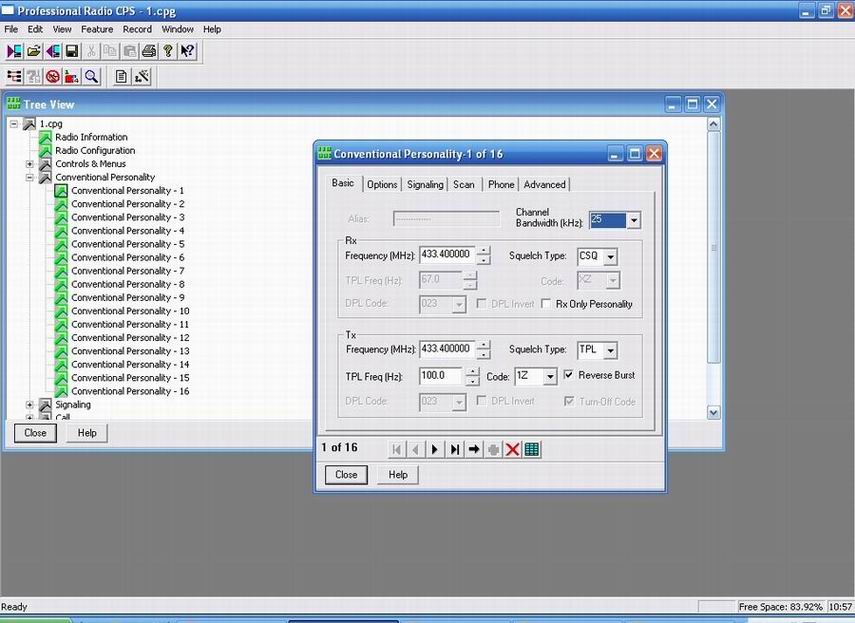 Professional Radio CPS - 1.cpg
File Edit View Feature Record Window Help
Tree View
1.cpg
Radio Information
Radio Configuration
Controls & Menus
Conventional Personality
Conventional Personality - 1
Conventional Personality - 2
Conventional Personality - 3
Conventional Personality - 4
Conventional Personality - 5
Conventional Personality - 6
Conventional Personality - 7
Conventional Personality - 8
Conventional Personality - 9
Conventional Personality - 10
Conventional Personality - 11
Conventional Personality - 12
Conventional Personality - 13
Conventional Personality - 14
Conventional Personality - 15
Conventional Personality - 16
Signaling
Call
Close Help
Conventional Personality-1 of 16
Basic Options Signaling Scan Phone Advanced
Alias: ------------- Channel
Bandwidth (kHz): 25
Rx
Frequency (MHz): 433.400000 Squelch Type: CSQ
TPL Freq (Hz): 67.0 Code: XZ
DPL Code: 023 DPL Invert Rx Only Personality
Tx
Frequency (MHz): 433.400000 Squelch Type: TPL
TPL Freq (Hz): 100.0 Code: 1Z Reverse Burst
DPL Code: 023 DPL Invert Turn-Off Code
1 of 16
Close Help
Ready Free Space: 83.92% 10:57